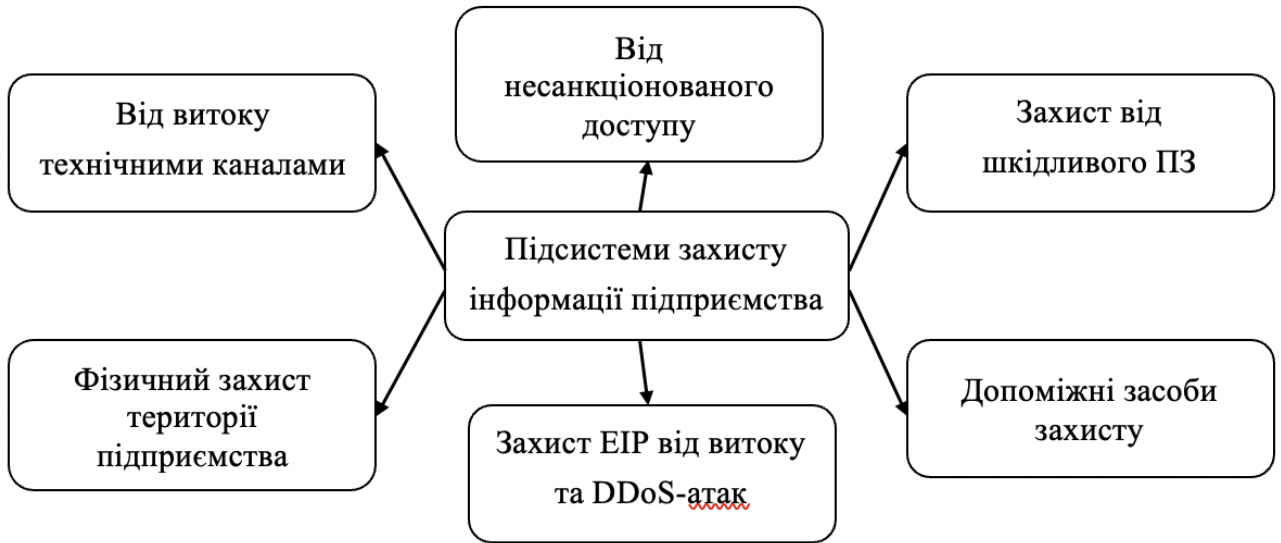 Від
несанкціонованого
доступу
Від витоку
технічними каналами
Захист від
шкідливого ПЗ
Підсистеми захисту
інформації підприємства
Фізичний захист
території
підприємства
Захист ЕІР від витоку
та DDoS-атак
Допоміжні засоби
захисту